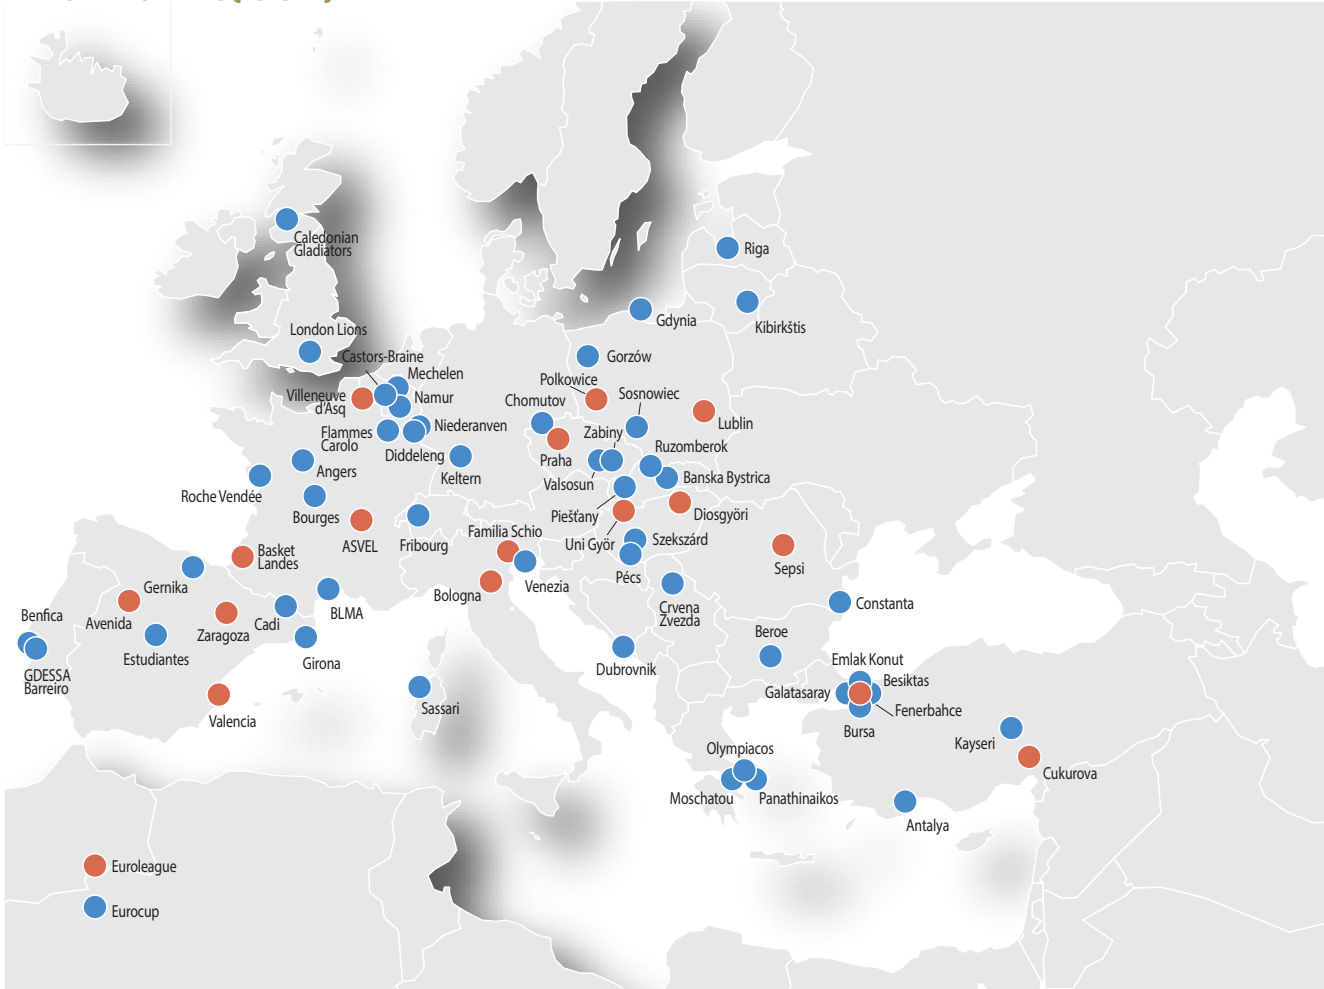 Caledonian
Gladiators
Riga
Kibirkštis
Gdynia
London Lions
Castors-Braine
Gorzów
Mechelen
Polkowice
Villeneuve
d'Asq
Namur
Chomutov
Sosnowiec
Lublin
Flammes
Carolo
Niederanven
Zabiny
Diddeleng
Praha
Ruzomberok
Angers
Keltern
Valsosun
Banska Bystrica
Roche Vendée
Bourges
Piešťany
Diosgyöri
ASVEL
Fribourg
Familia Schio
Uni Györ
Szekszárd
Basket
Landes
Sepsi
Gernika
Pécs
Venezia
Bologna
Benfica
Avenida
Zaragoza
Cadi
BLMA
Crvena
Žvezda
Constanta
Estudiantes
Girona
Dubrovnik
Beroe
GDESSA
Barreiro
Emlak Konut
Besiktas
Galatasaray
Fenerbahce
Valencia
Sassari
Bursa
Kayseri
Olympiacos
Cukurova
Moschatou
Panathinaikos
Antalya
Euroleague
Eurocup